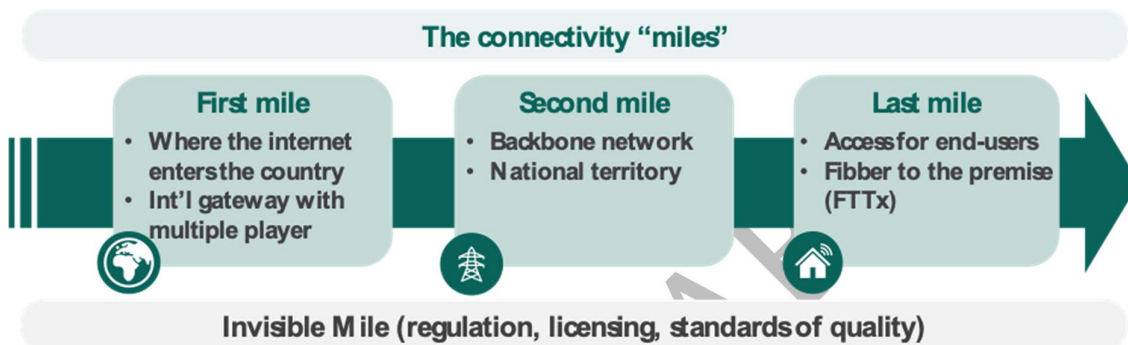 The connectivity “miles”
First mile
• Where the internet
enters the country
• Int’l gateway with
multiple player
Second mile
• Backbone network
• National territory
Last mile
• Access for end-users
• Fibber to the premise
(FTTx)
Invisible Mile (regulation, licensing, standards of quality)